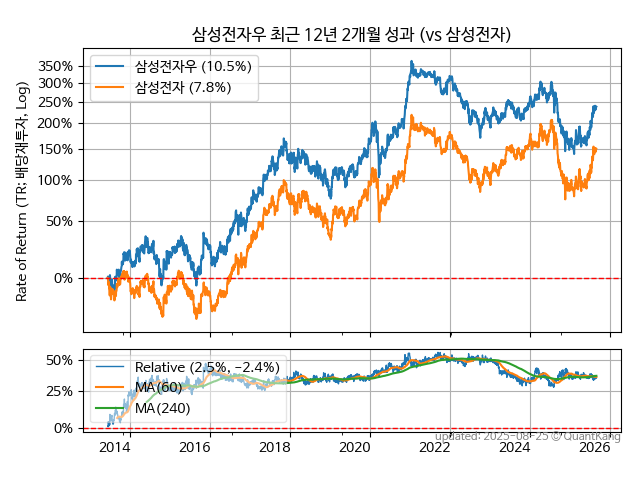 삼성전자우 최근 12년 2개월 성과 (vs 삼성전자)
Rate of Return (TR: 배당재투자, Log)
350%
300%
250%
200%
150%
100%
50%
0%
삼성전자우 (10.5%)
삼성전자 (7.8%)
50%
25%
0%
Relative (2.5%, −2.4%)
MA(60)
MA(240)
2014 2016 2018 2020 2022 2024 2026
updated: 2025-08-25 © QuantKang